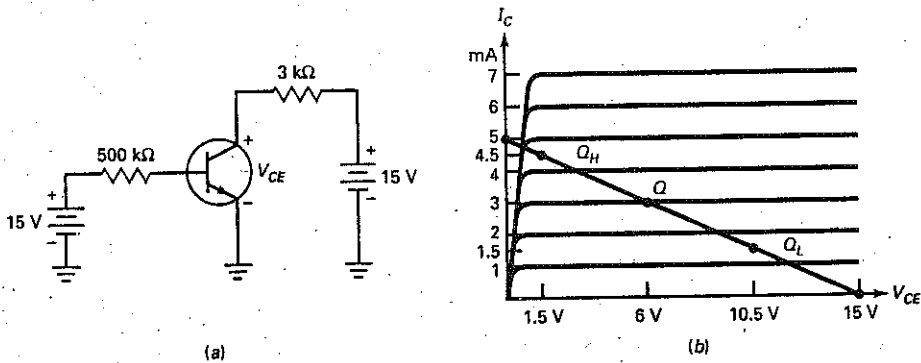 3 kΩ
500 kΩ
+
V_CE
-
+
15 V
-
+
15 V
-
(a)
I_C
mA
7
6
5
4.5
4
3
2
1.5
1
Q_H
Q
Q_L
V_CE
1.5 V
6 V
10.5 V
15 V
(b)